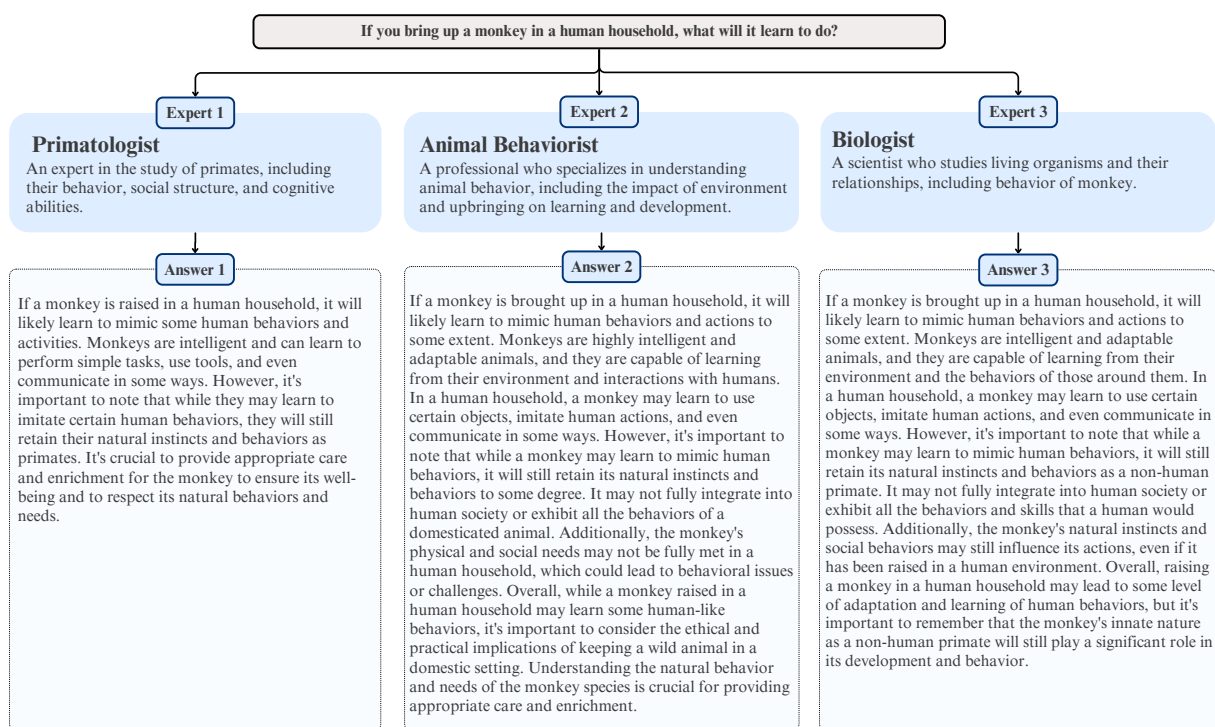 If you bring up a monkey in a human household, what will it learn to do?
Expert 1
Primatologist
An expert in the study of primates, including
their behavior, social structure, and cognitive
abilities.
Answer 1
If a monkey is raised in a human household, it will
likely learn to mimic some human behaviors and
activities. Monkeys are intelligent and can learn to
perform simple tasks, use tools, and even
communicate in some ways. However, it's
important to note that while they may learn to
imitate certain human behaviors, they will still
retain their natural instincts and behaviors as
primates. It's crucial to provide appropriate care
and enrichment for the monkey to ensure its well-
being and to respect its natural behaviors and
needs.
Expert 2
Animal Behaviorist
A professional who specializes in understanding
animal behavior, including the impact of environment
and upbringing on learning and development.
Answer 2
If a monkey is brought up in a human household, it will
likely learn to mimic human behaviors and actions to
some extent. Monkeys are highly intelligent and
adaptable animals, and they are capable of learning
from their environment and interactions with humans.
In a human household, a monkey may learn to use
certain objects, imitate human actions, and even
communicate in some ways. However, it's important to
note that while a monkey may learn to mimic human
behaviors, it will still retain its natural instincts and
behaviors to some degree. It may not fully integrate into
human society or exhibit all the behaviors of a
domesticated animal. Additionally, the monkey's
physical and social needs may not be fully met in a
human household, which could lead to behavioral issues
or challenges. Overall, while a monkey raised in a
human household may learn some human-like
behaviors, it's important to consider the ethical and
practical implications of keeping a wild animal in a
domestic setting. Understanding the natural behavior
and needs of the monkey species is crucial for providing
appropriate care and enrichment.
Expert 3
Biologist
A scientist who studies living organisms and their
relationships, including behavior of monkey.
Answer 3
If a monkey is brought up in a human household, it will
likely learn to mimic human behaviors and actions to
some extent. Monkeys are intelligent and adaptable
animals, and they are capable of learning from their
environment and the behaviors of those around them. In
a human household, a monkey may learn to use certain
objects, imitate human actions, and even communicate in
some ways. However, it's important to note that while a
monkey may learn to mimic human behaviors, it will still
retain its natural instincts and behaviors as a non-human
primate. It may not fully integrate into human society or
exhibit all the behaviors and skills that a human would
possess. Additionally, the monkey's natural instincts and
social behaviors may still influence its actions, even if it
has been raised in a human environment. Overall, raising
a monkey in a human household may lead to some level
of adaptation and learning of human behaviors, but it's
important to remember that the monkey's innate nature
as a non-human primate will still play a significant role in
its development and behavior.